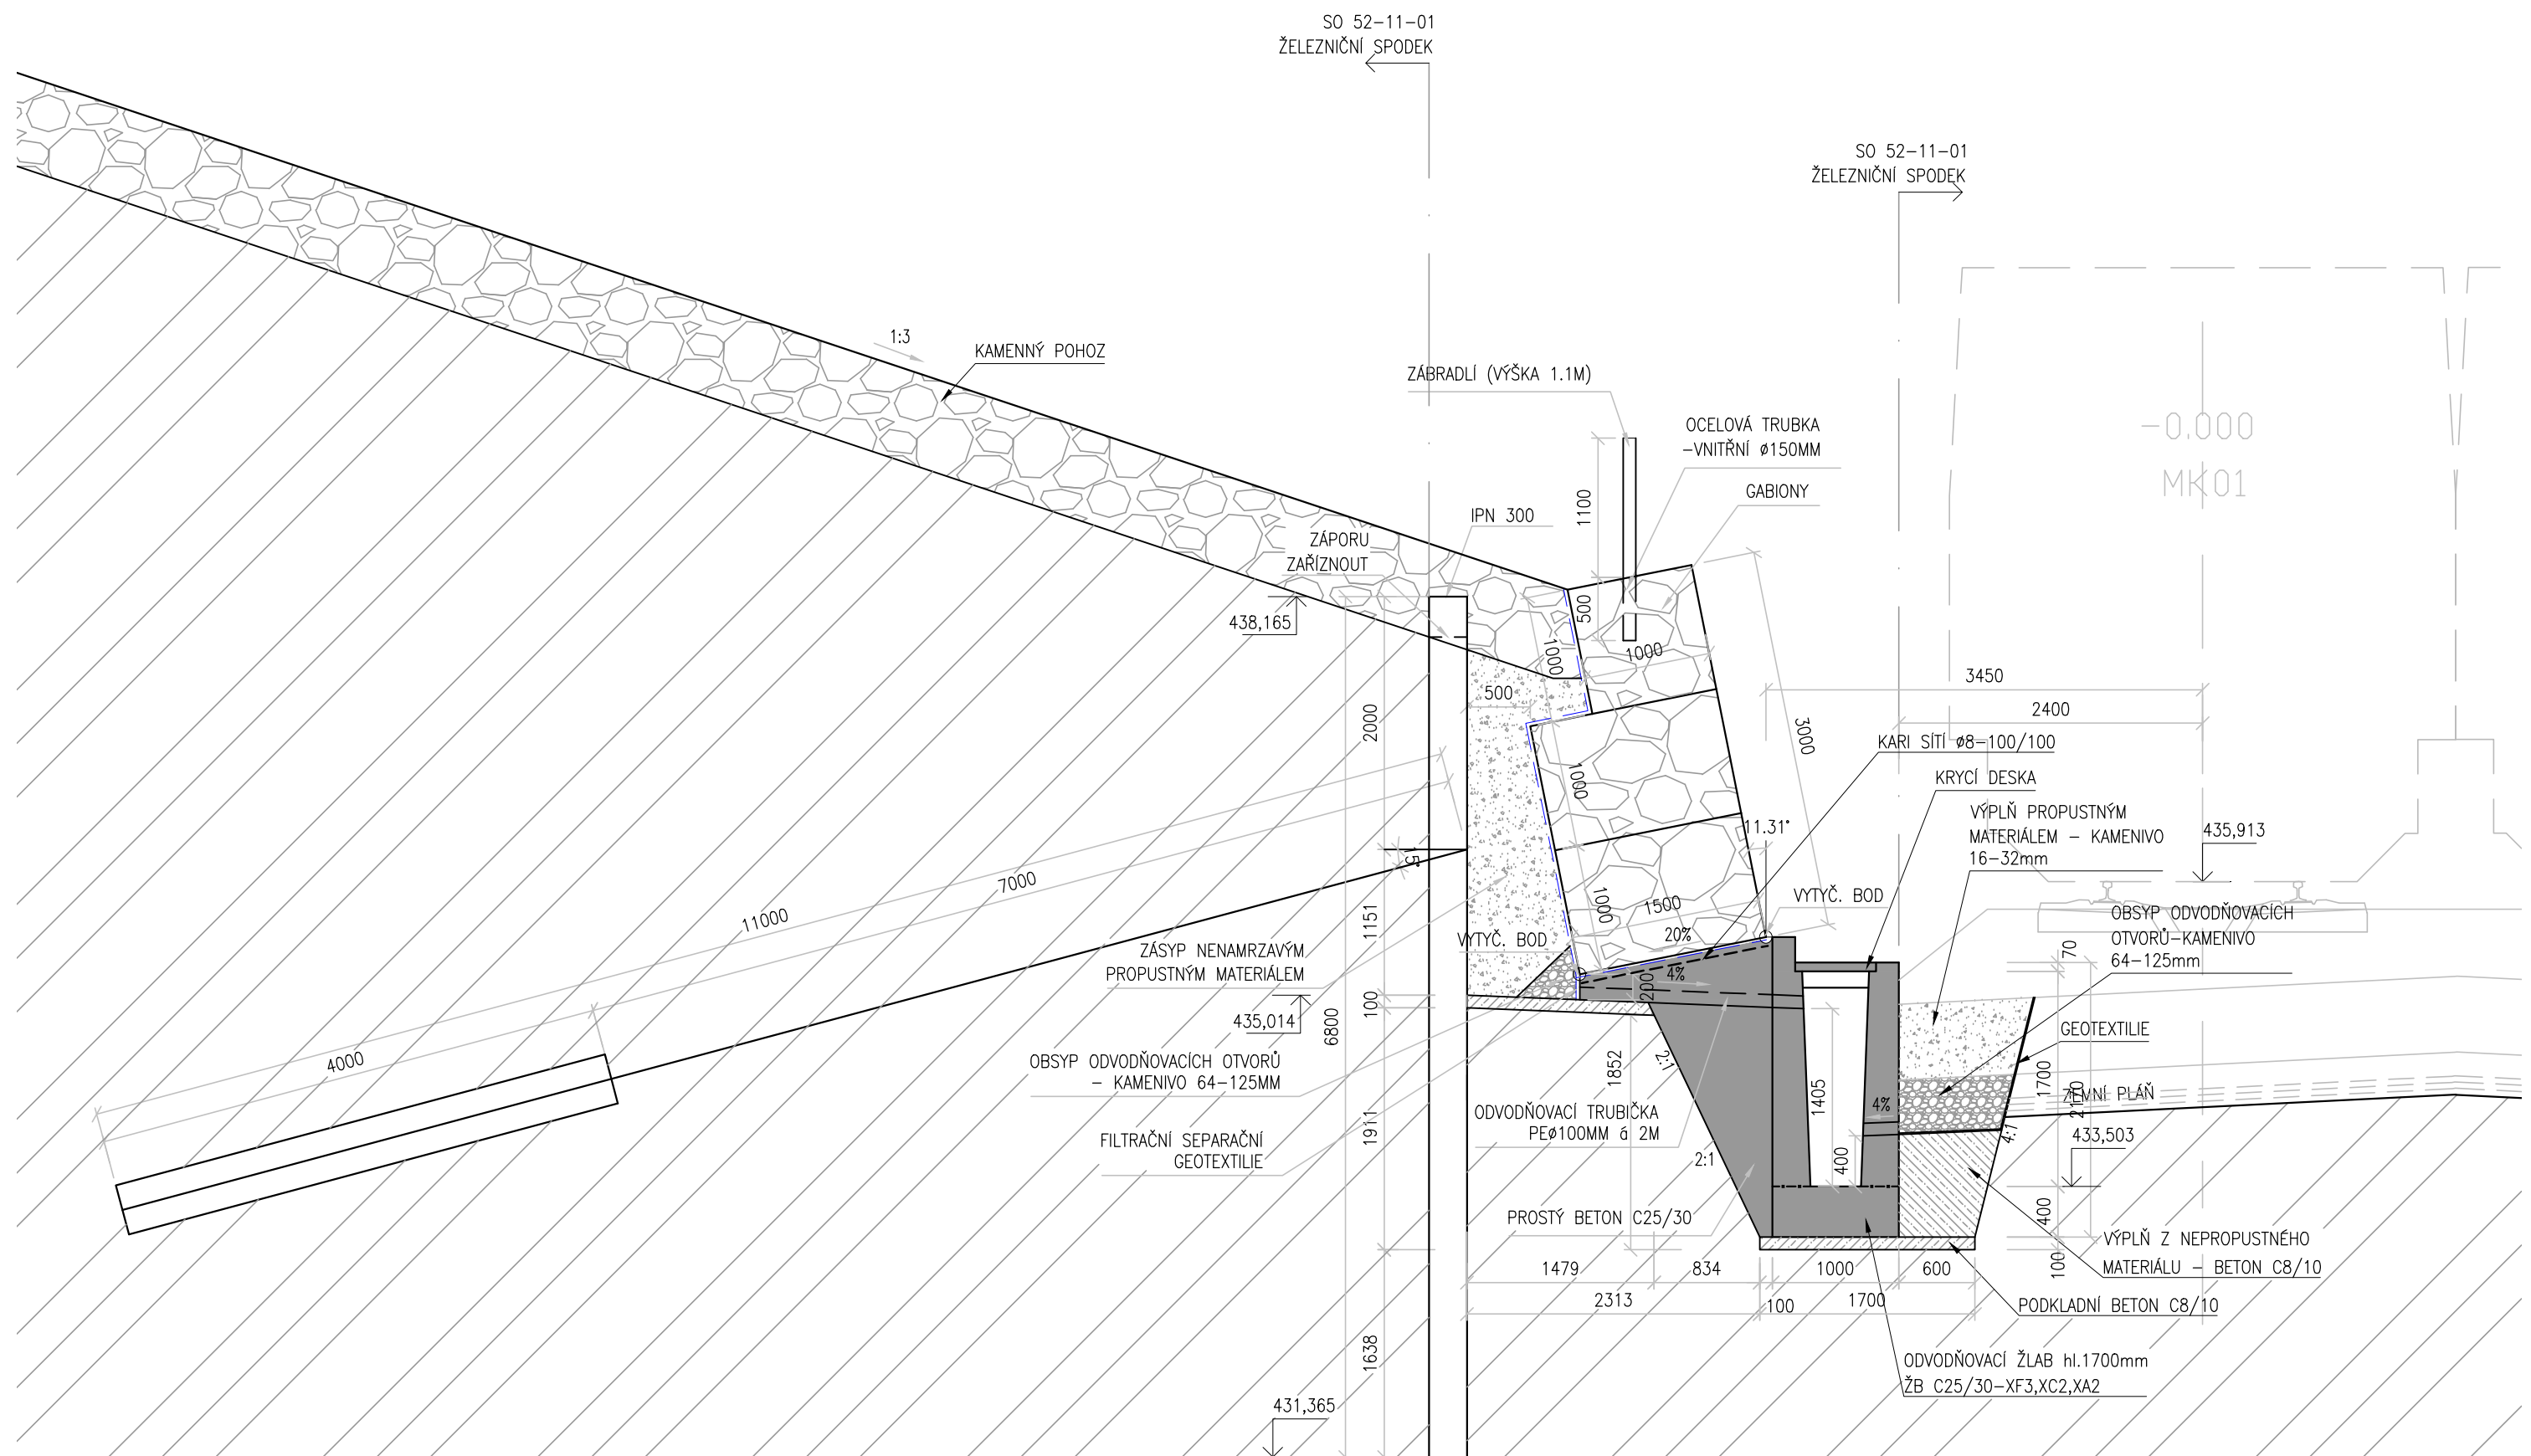 SO 52-11-01
ŽELEZNIČNÍ SPODEK
SO 52-11-01
ŽELEZNIČNÍ SPODEK
1:3
KAMENNÝ POHOZ
ZÁBRADLÍ (VÝŠKA 1.1M)
OCELOVÁ TRUBKA
-VNITŘNÍ ø150MM
GABIONY
-0.000
MK01
IPN 300
ZÁPORU
ZAŘÍZNOUT
1100
500
438,165
1000
1000
500
3450
2400
2000
3000
KARI SÍTÍ ø8-100/100
KRYCÍ DESKA
1000
VÝPLŇ PROPUSTNÝM
MATERIÁLEM - KAMENIVO
16-32mm
11.31°
435,913
15°
7000
11000
1151
1000
1500
VYTYČ. BOD
20%
VYTYČ. BOD
OBSYP ODVODŇOVACÍCH
OTVORŮ-KAMENIVO
64-125mm
70
ZÁSYP NENAMRZAVÝM
PROPUSTNÝM MATERIÁLEM
4%
200
100
435,014
6800
4000
GEOTEXTILIE
OBSYP ODVODŇOVACÍCH OTVORŮ
- KAMENIVO 64-125MM
1852
2:1
1405
1700
2170
ZEMNÍ PLÁŇ
4%
ODVODŇOVACÍ TRUBIČKA
PEø100MM á 2M
1911
FILTRAČNÍ SEPARAČNÍ
GEOTEXTILIE
2:1
400
4:1
433,503
PROSTÝ BETON C25/30
400
VÝPLŇ Z NEPROPUSTNÉHO
MATERIÁLU - BETON C8/10
100
1479
834
1000
600
2313
100
1700
PODKLADNÍ BETON C8/10
1638
ODVODŇOVACÍ ŽLAB hl.1700mm
ŽB C25/30-XF3,XC2,XA2
431,365